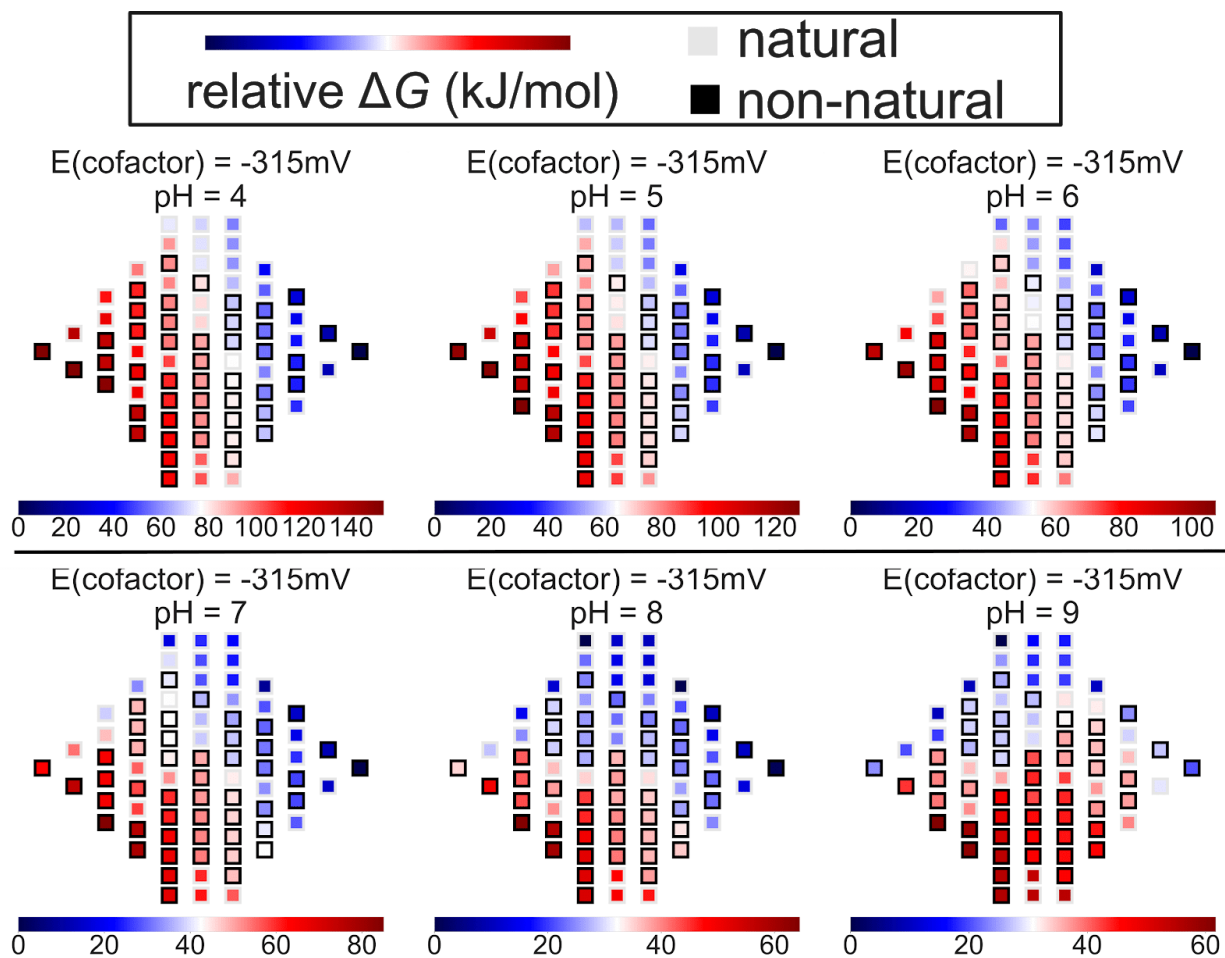 natural
relative ΔG (kJ/mol)
non-natural
E(cofactor) = -315mV
pH = 4
E(cofactor) = -315mV
pH = 5
E(cofactor) = -315mV
pH = 6
0 20 40 60 80 100 120 140
0 20 40 60 80 100 120
0 20 40 60 80 100
E(cofactor) = -315mV
pH = 7
E(cofactor) = -315mV
pH = 8
E(cofactor) = -315mV
pH = 9
0 20 40 60 80
0 20 40 60
0 20 40 60